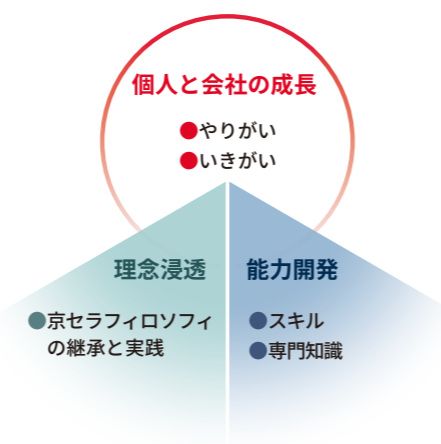 個人と会社の成長
●やりがい
●いきがい
理念浸透
●京セラフィロソフィ
の継承と実践
能力開発
●スキル
●専門知識